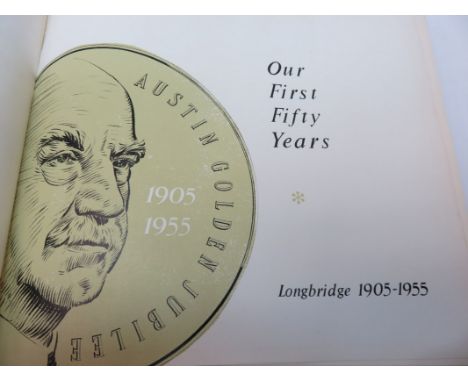 AUSTIN GOLDEN JUBILEE
1905
1955
Our
First
Fifty
Years
Longbridge 1905-1955